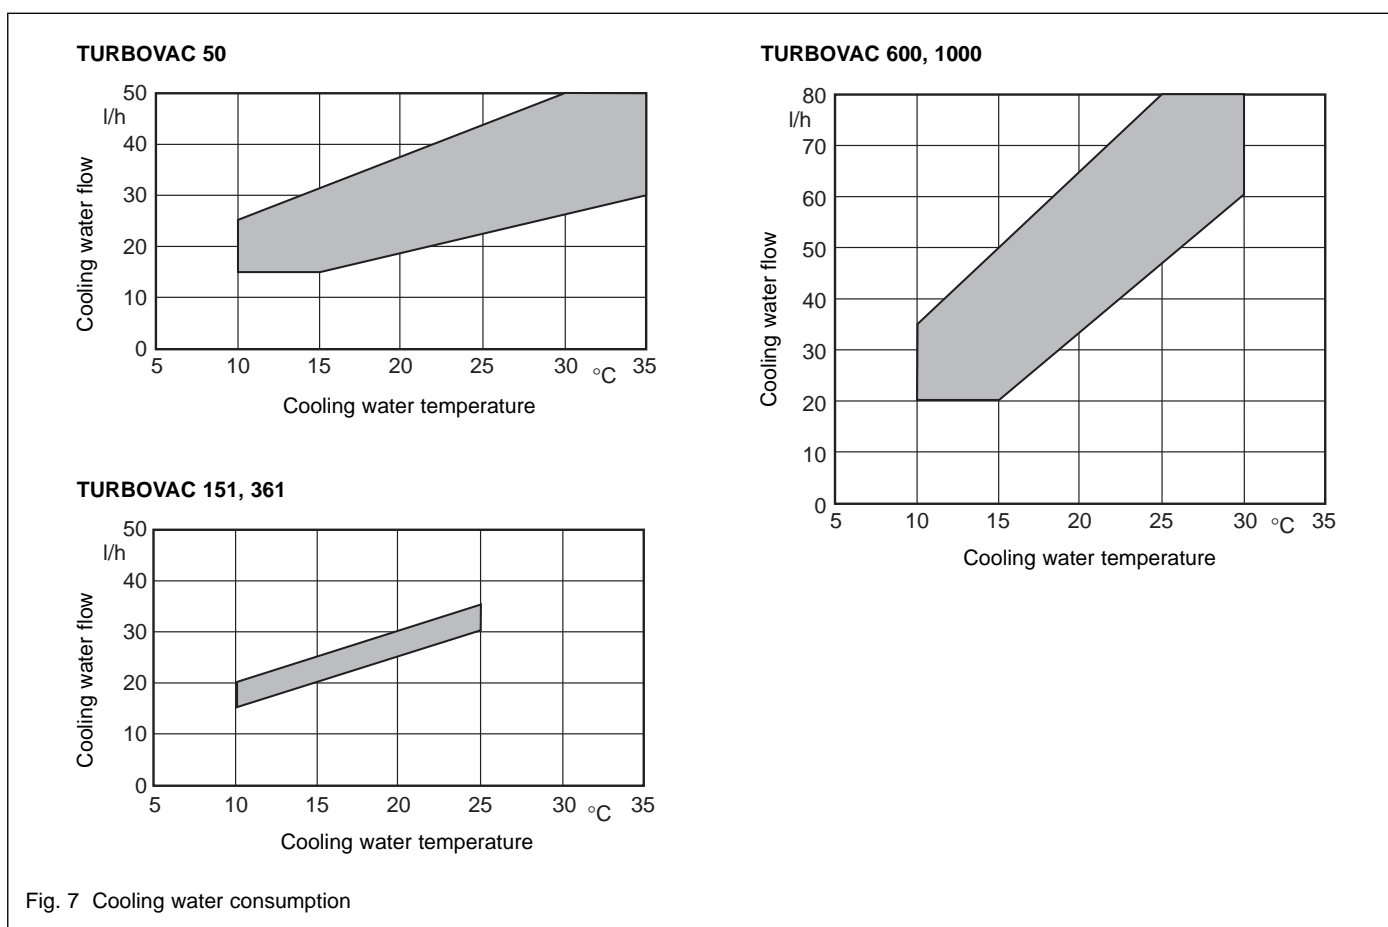 TURBOVAC 50
50
l/h
40
30
20
10
0
Cooling water flow
5 10 15 20 25 30 °C 35
Cooling water temperature
TURBOVAC 600, 1000
80
l/h
70
60
50
40
30
20
10
0
Cooling water flow
5 10 15 20 25 30 °C 35
Cooling water temperature
TURBOVAC 151, 361
50
l/h
40
30
20
10
0
Cooling water flow
5 10 15 20 25 30 °C 35
Cooling water temperature
Fig. 7 Cooling water consumption